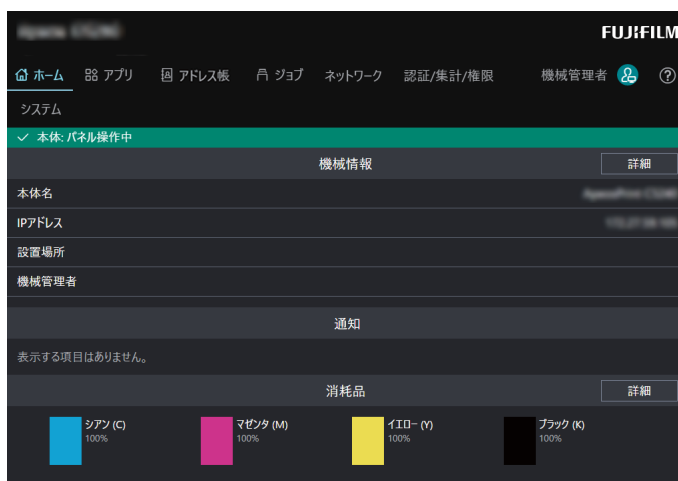 FUJIFILM
ホーム アプリ アドレス帳 ジョブ ネットワーク 認証/集計/権限 機械管理者 ?
システム
本体: パネル操作中
機械情報 詳細
本体名
IPアドレス
設置場所
機械管理者
通知
表示する項目はありません。
消耗品 詳細
シアン (C) マゼンタ (M) イエロー (Y) ブラック (K)
100% 100% 100% 100%